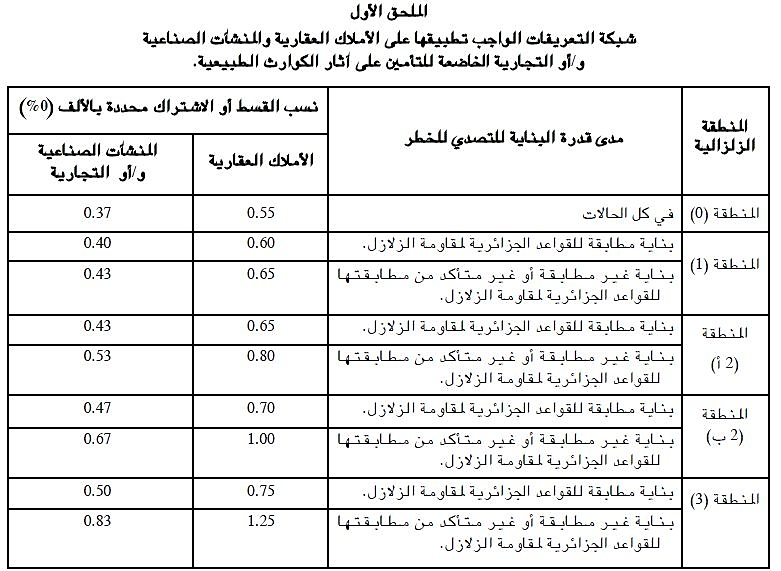 الملحق الأول
شبكة التعريفات الواجب تطبيقها على الأملاك العقارية والمنشآت الصناعية
و/أو التجارية الخاضعة للتأمين على آثار الكوارث الطبيعية.
المنطقة الزلزالية
مدى قدرة البناية للتصدي للخطر
نسب القسط أو الاشتراك محددة بالألف (0%)
الأملاك العقارية
المنشآت الصناعية
و/أو التجارية
المنطقة (0) في كل الحالات 0.55 0.37
المنطقة (1) بناية مطابقة للقواعد الجزائرية لمقاومة الزلازل. 0.60 0.40
بناية غير مطابقة أو غير متأكد من مطابقتها 0.65 0.43
للقواعد الجزائرية لمقاومة الزلازل.
المنطقة بناية مطابقة للقواعد الجزائرية لمقاومة الزلازل. 0.65 0.43
(2 أ) بناية غير مطابقة أو غير متأكد من مطابقتها 0.80 0.53
للقواعد الجزائرية لمقاومة الزلازل.
المنطقة بناية مطابقة للقواعد الجزائرية لمقاومة الزلازل. 0.70 0.47
(2 ب) بناية غير مطابقة أو غير متأكد من مطابقتها 1.00 0.67
للقواعد الجزائرية لمقاومة الزلازل.
المنطقة (3) بناية مطابقة للقواعد الجزائرية لمقاومة الزلازل. 0.75 0.50
بناية غير مطابقة أو غير متأكد من مطابقتها 1.25 0.83
للقواعد الجزائرية لمقاومة الزلازل.